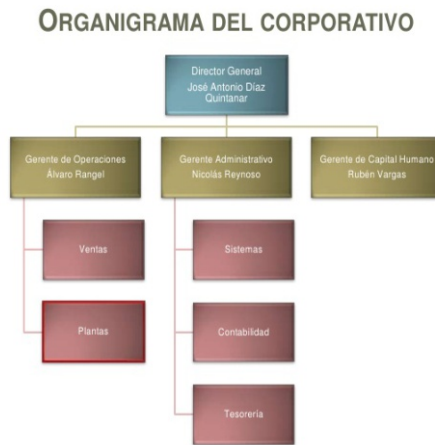 ORGANIGRAMA DEL CORPORATIVO
Director General
José Antonio Díaz
Quintanar
Gerente de Operaciones
Álvaro Rangel
Gerente Administrativo
Nicolás Reynoso
Gerente de Capital Humano
Rubén Vargas
Ventas
Sistemas
Plantas
Contabilidad
Tesorería